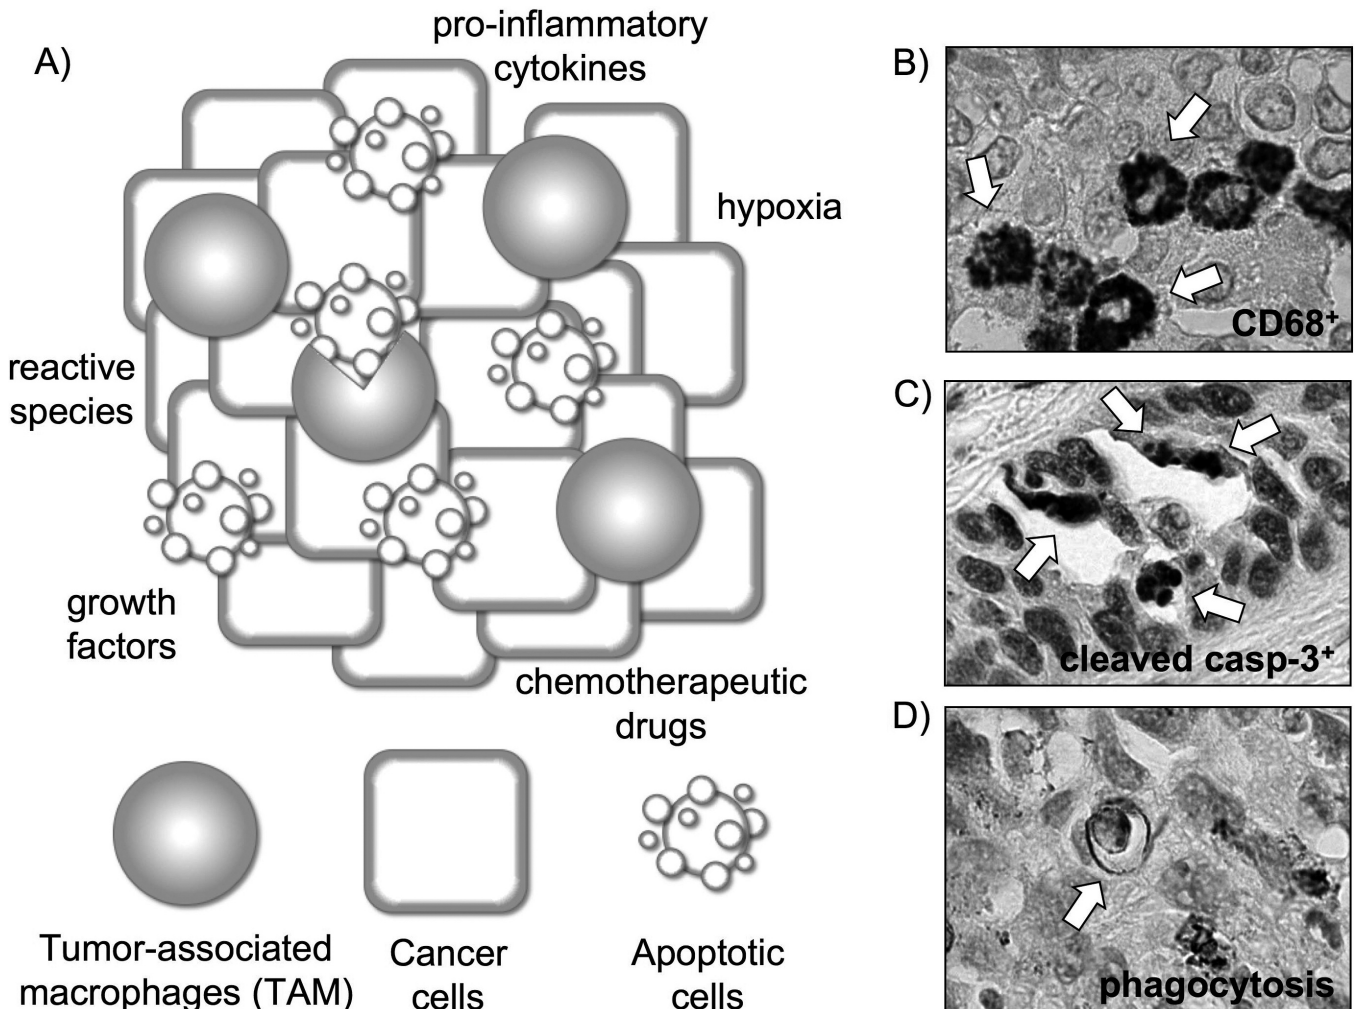 A)
pro-inflammatory
cytokines
hypoxia
reactive
species
growth
factors
chemotherapeutic
drugs
Tumor-associated
macrophages (TAM)
Cancer
cells
Apoptotic
cells
B)
CD68⁺
C)
cleaved casp-3⁺
D)
phagocytosis